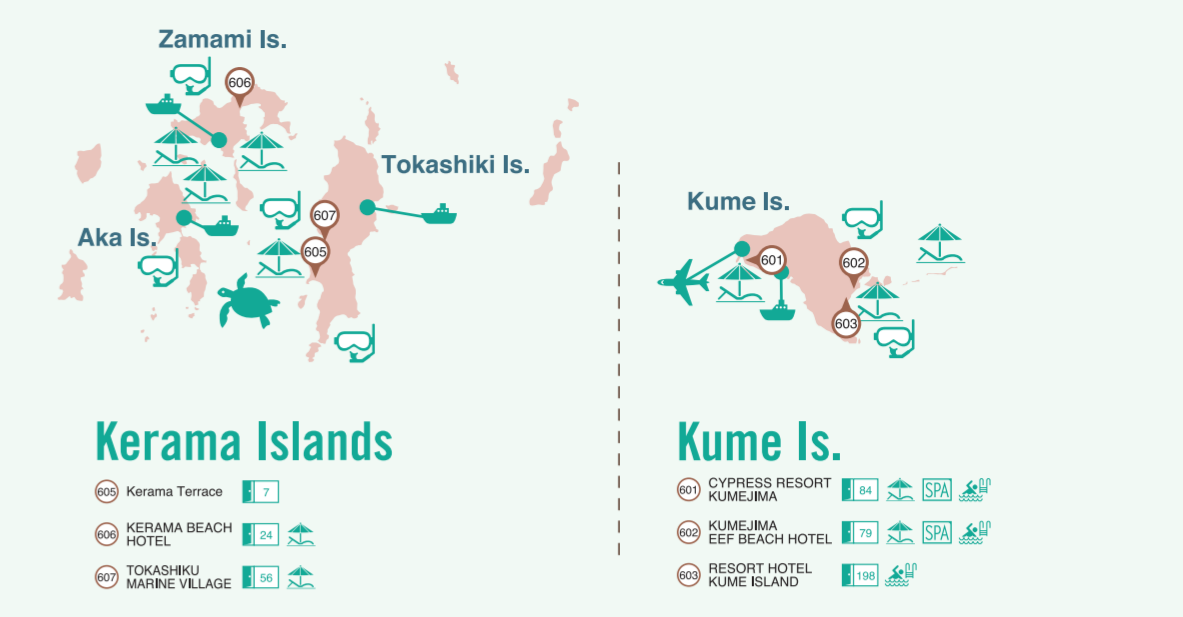 Zamami Is.
606
Tokashiki Is.
607
Aka Is.
605
Kume Is.
601
602
603
Kerama Islands
605 Kerama Terrace 7
606 KERAMA BEACH
HOTEL 24
607 TOKASHIKU
MARINE VILLAGE 56
Kume Is.
601 CYPRESS RESORT
KUMEJIMA 84 SPA
602 KUMEJIMA
EEF BEACH HOTEL 79 SPA
603 RESORT HOTEL
KUME ISLAND 198